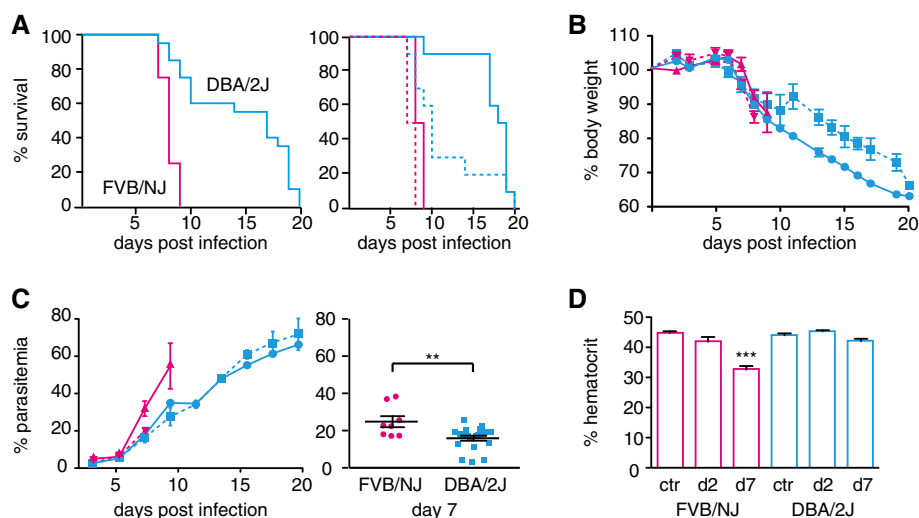 A
% survival
100
80
60
40
20
0
DBA/2J
FVB/NJ
5
10
15
20
days post infection
100
80
60
40
20
0
5
10
15
20
days post infection
B
% body weight
110
100
90
80
70
60
5
10
15
20
days post infection
C
% parasitemia
80
60
40
20
0
5
10
15
20
days post infection
80
60
40
20
0
**
FVB/NJ
DBA/2J
day 7
D
% hematocrit
50
40
30
20
10
0
***
ctr
d2
d7
ctr
d2
d7
FVB/NJ
DBA/2J